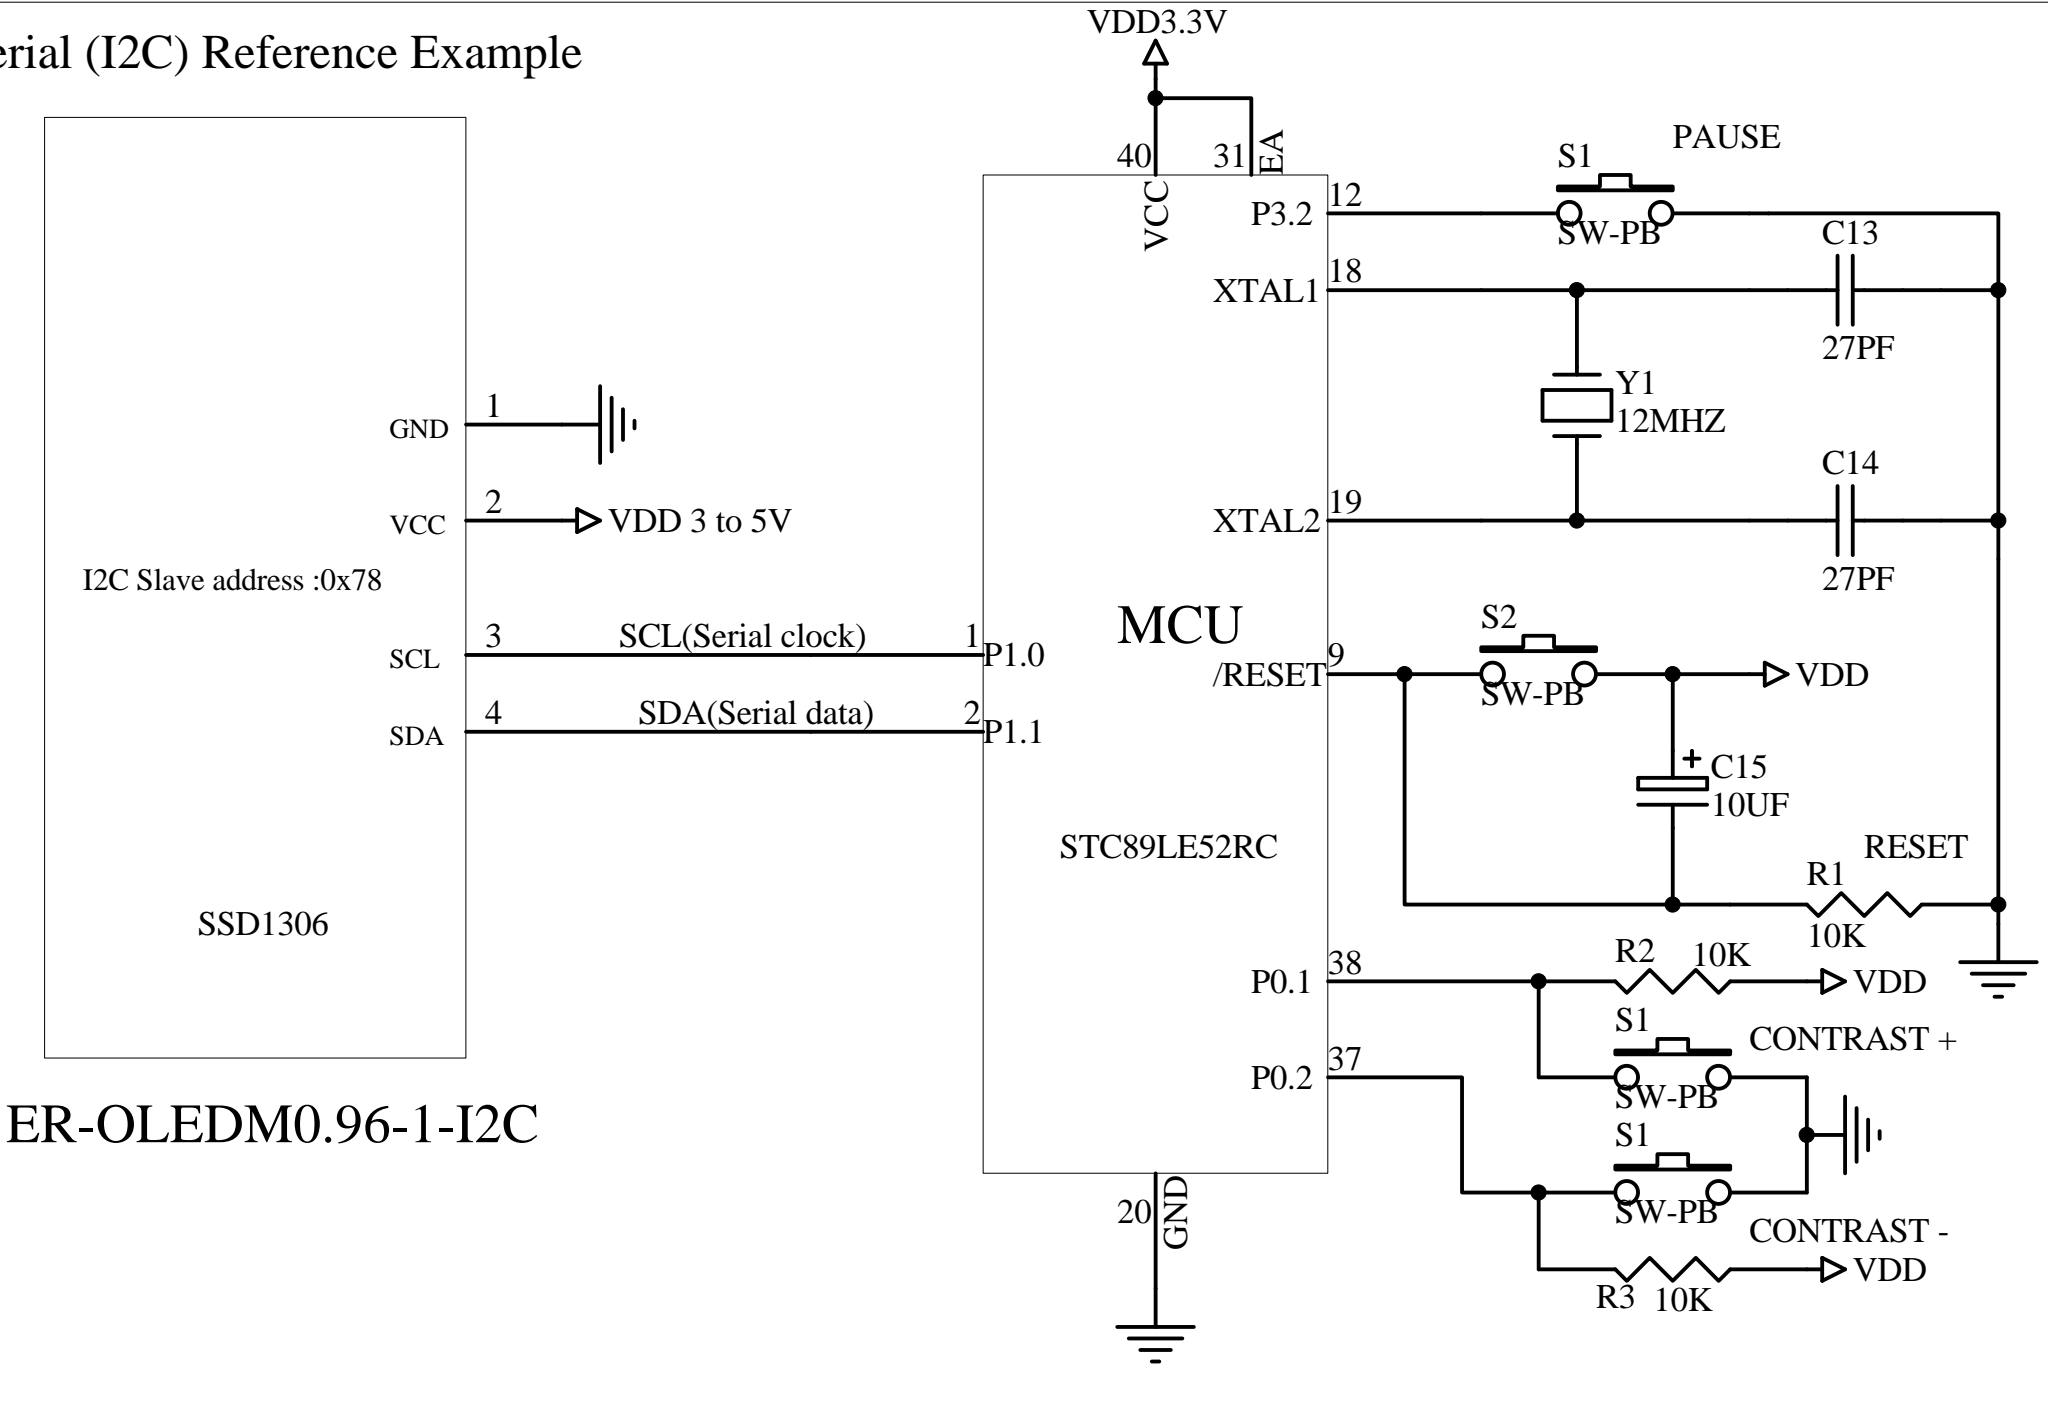 erial (I2C) Reference Example
VDD3.3V
40
31
EA
VCC
GND
1
VCC
2
VDD 3 to 5V
I2C Slave address :0x78
SCL
3
SCL(Serial clock)
1
P1.0
SDA
4
SDA(Serial data)
2
P1.1
SSD1306
ER-OLEDM0.96-1-I2C
MCU
STC89LE52RC
P3.2
12
S1
PAUSE
SW-PB
XTAL1
18
C13
27PF
Y1
12MHZ
XTAL2
19
C14
27PF
/RESET
9
S2
SW-PB
VDD
+
C15
10UF
RESET
R1
10K
P0.1
38
R2
10K
VDD
S1
CONTRAST +
SW-PB
P0.2
37
S1
SW-PB
CONTRAST -
VDD
R3
10K
20
GND